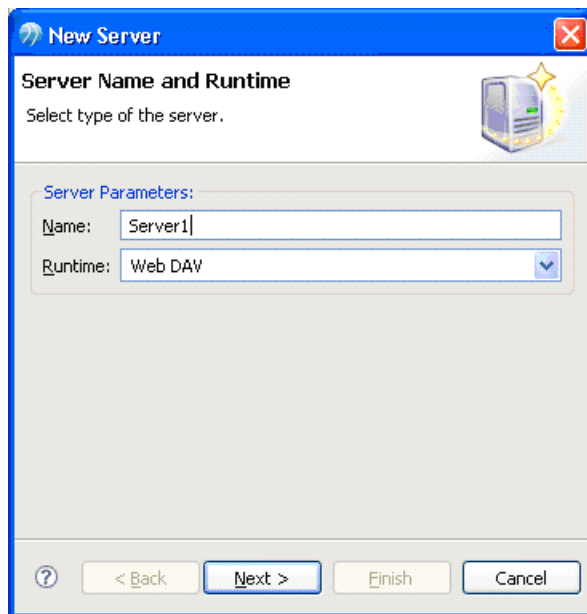 New Server
Server Name and Runtime
Select type of the server.
Server Parameters:
Name: Server1
Runtime: Web DAV
? < Back Next > Finish Cancel